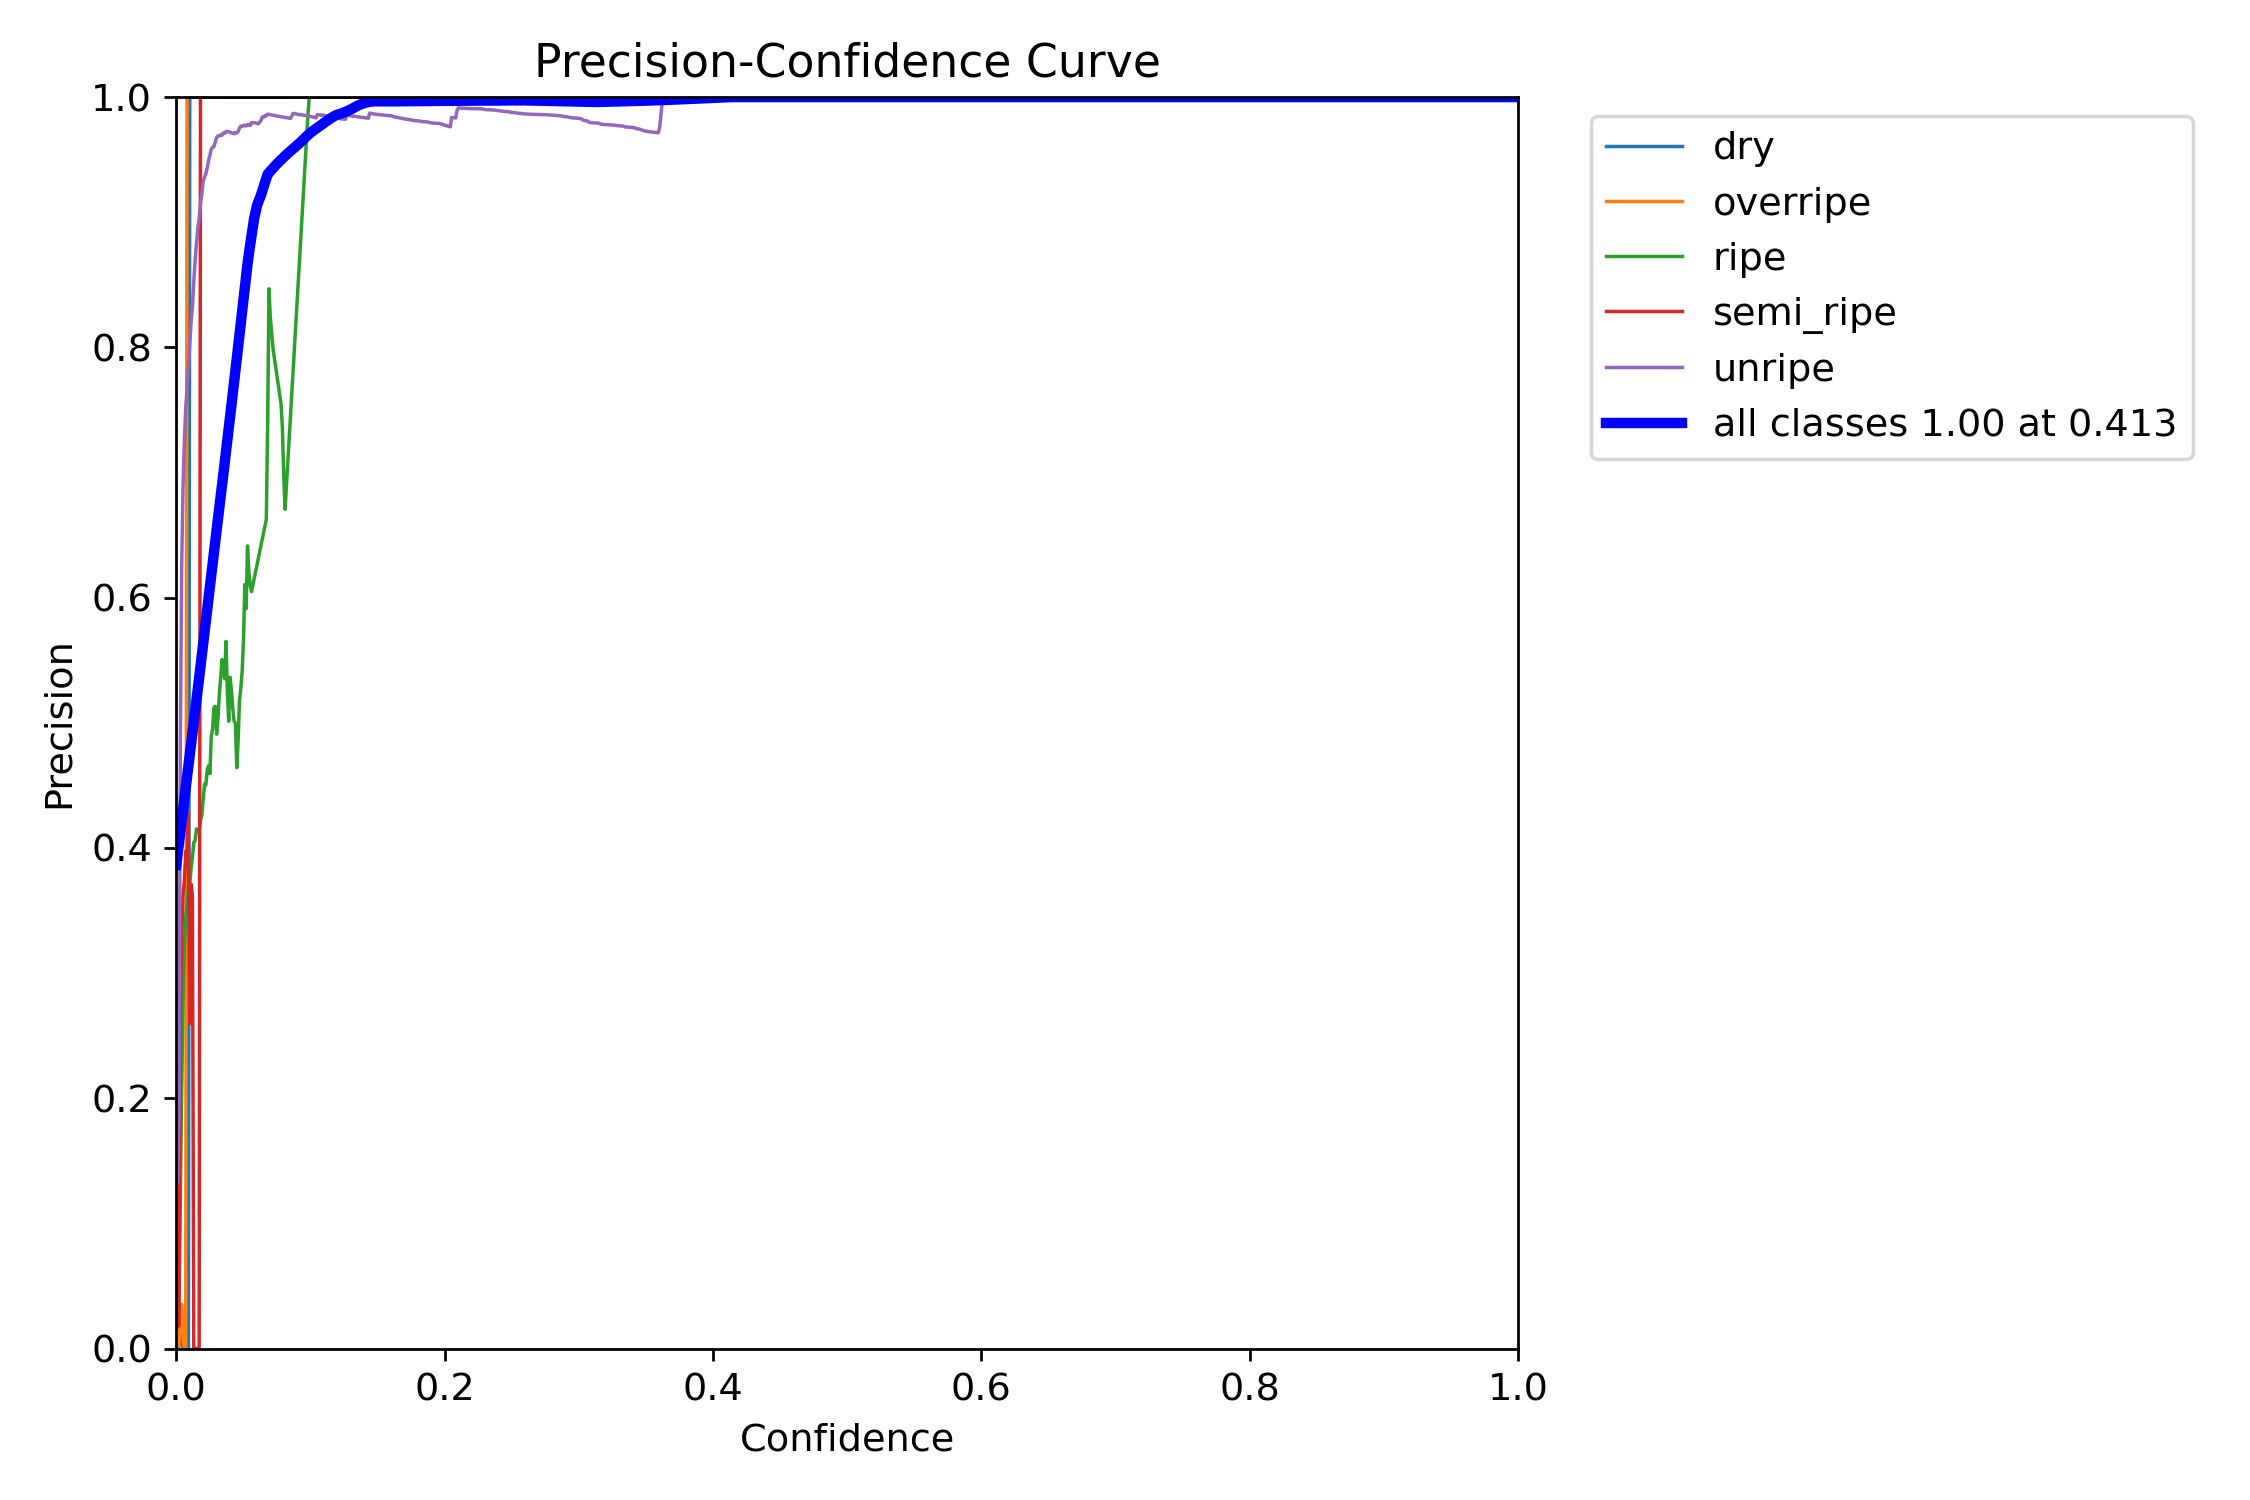 Precision-Confidence Curve
1.0
0.8
0.6
0.4
0.2
0.0
Precision
0.0 0.2 0.4 0.6 0.8 1.0
Confidence
dry
overripe
ripe
semi_ripe
unripe
all classes 1.00 at 0.413